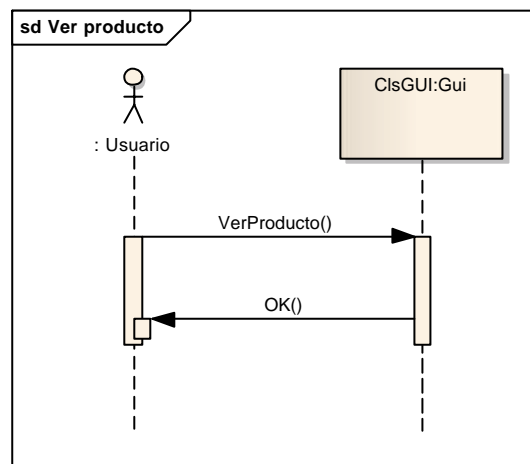 sd Ver producto
: Usuario
ClsGUI:Gui
VerProducto()
OK()